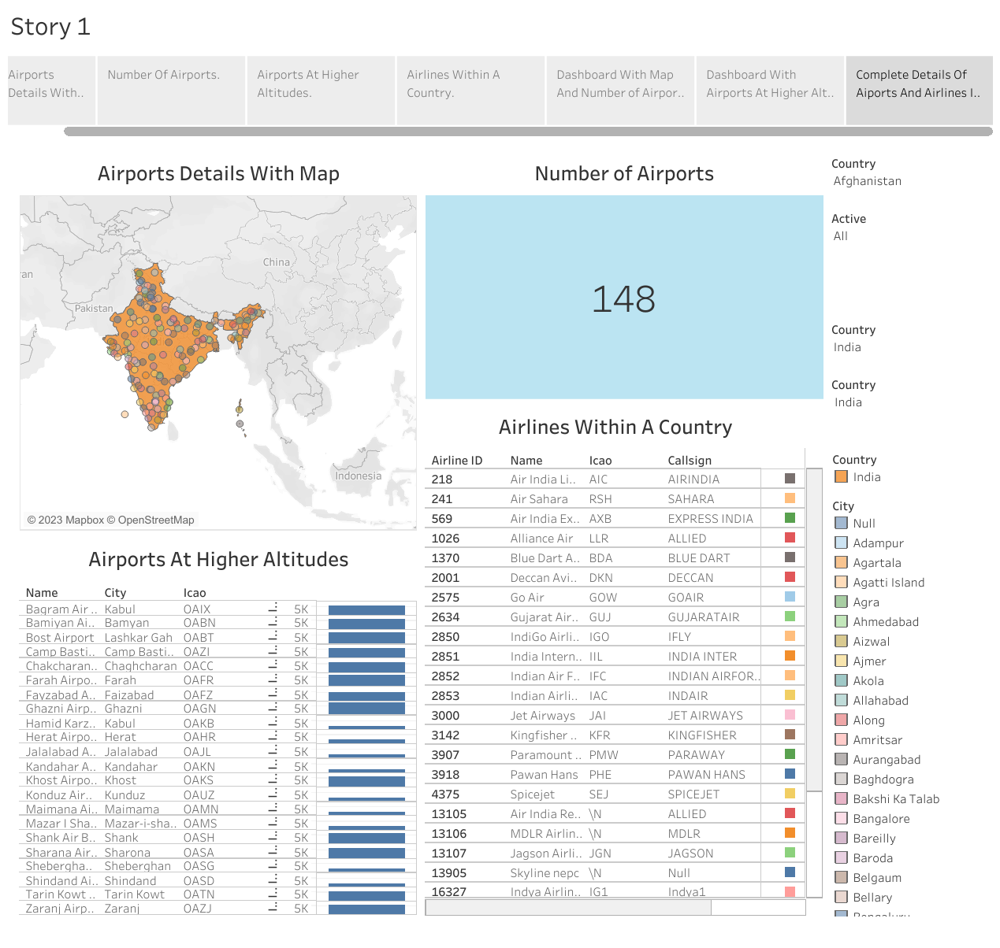 Story 1
Airports
Details With..
Number Of Airports.
Airports At Higher
Altitudes.
Airlines Within A
Country.
Dashboard With Map
And Number of Airpor..
Dashboard With
Airports At Higher Alt..
Complete Details Of
Aiports And Airlines I..
Airports Details With Map
China
ran
Pakistan
Indonesia
© 2023 Mapbox © OpenStreetMap
Number of Airports
148
Country
Afghanistan
Active
All
Country
India
Country
India
Airports At Higher Altitudes
Name City Icao
Bagram Air .. Kabul OAIX 5K
Bamiyan Ai.. Bamyan OABN 5K
Bost Airport Lashkar Gah OABT 5K
Camp Basti.. Camp Basti.. OAZI 5K
Chakcharan.. Chaghcharan OACC 5K
Farah Airpo.. Farah OAFR 5K
Fayzabad A.. Faizabad OAFZ 5K
Ghazni Airp.. Ghazni OAGN 5K
Hamid Karz.. Kabul OAKB 5K
Herat Airpo.. Herat OAHR 5K
Jalalabad A.. Jalalabad OAJL 5K
Kandahar A.. Kandahar OAKN 5K
Khost Airpo.. Khost OAKS 5K
Konduz Air.. Kunduz OAUZ 5K
Maimana Ai.. Maimama OAMN 5K
Mazar I Sha.. Mazar-i-sha.. OAMS 5K
Shank Air B.. Shank OASH 5K
Sharana Air.. Sharona OASA 5K
Shebergha.. Sheberghan OASG 5K
Shindand Ai.. Shindand OASD 5K
Tarin Kowt .. Tarin Kowt OATN 5K
Zaranj Airp.. Zaranj OAZJ 5K
Airlines Within A Country
Airline ID Name Icao Callsign
218 Air India Li.. AIC AIRINDIA
241 Air Sahara RSH SAHARA
569 Air India Ex.. AXB EXPRESS INDIA
1026 Alliance Air LLR ALLIED
1370 Blue Dart A.. BDA BLUE DART
2001 Deccan Avi.. DKN DECCAN
2575 Go Air GOW GOAIR
2634 Gujarat Air.. GUJ GUJARATAIR
2850 IndiGo Airli.. IGO IFLY
2851 India Intern.. IIL INDIA INTER
2852 Indian Air F.. IFC INDIAN AIRFOR..
2853 Indian Airli.. IAC INDAIR
3000 Jet Airways JAI JET AIRWAYS
3142 Kingfisher .. KFR KINGFISHER
3907 Paramount .. PMW PARAWAY
3918 Pawan Hans PHE PAWAN HANS
4375 Spicejet SEJ SPICEJET
13105 Air India Re.. \N ALLIED
13106 MDLR Airlin.. \N MDLR
13107 Jagson Airli.. JGN JAGSON
13905 Skyline nepc \N Null
16327 Indya Airlin.. IG1 Indya1
Country
India
City
Null
Adampur
Agartala
Agatti Island
Agra
Ahmedabad
Aizwal
Ajmer
Akola
Allahabad
Along
Amritsar
Aurangabad
Baghdogra
Bakshi Ka Talab
Bangalore
Bareilly
Baroda
Belgaum
Bellary